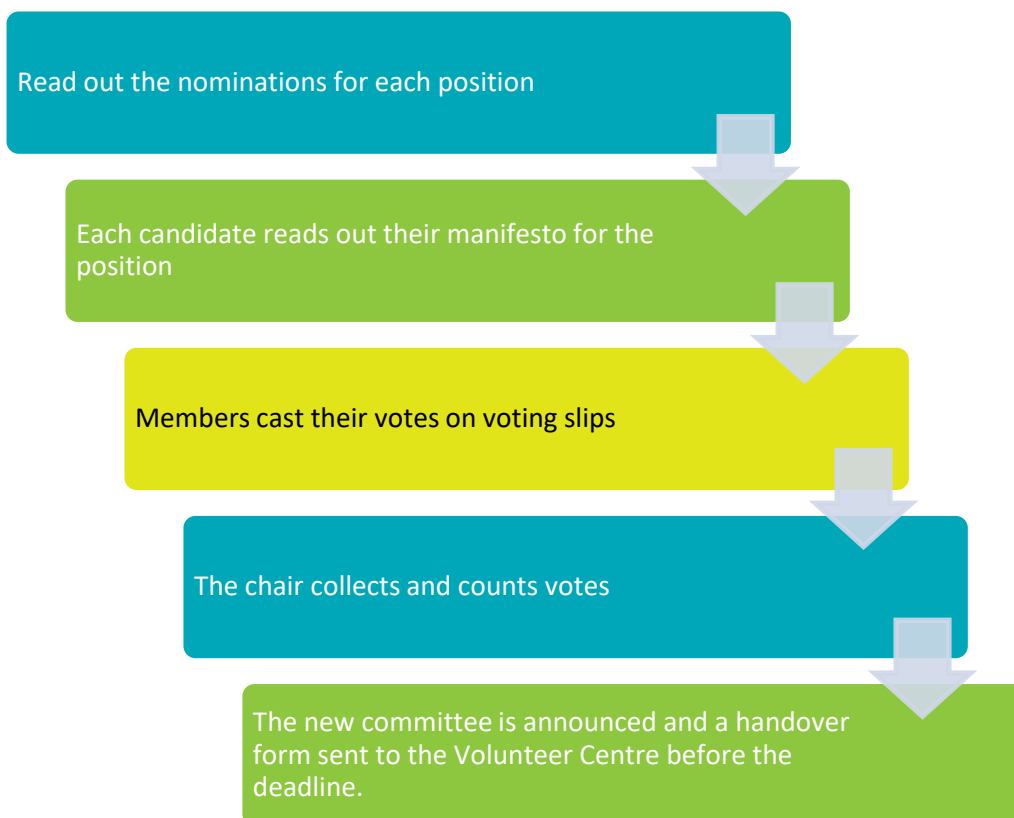 Read out the nominations for each position
Each candidate reads out their manifesto for the
position
Members cast their votes on voting slips
The chair collects and counts votes
The new committee is announced and a handover
form sent to the Volunteer Centre before the
deadline.